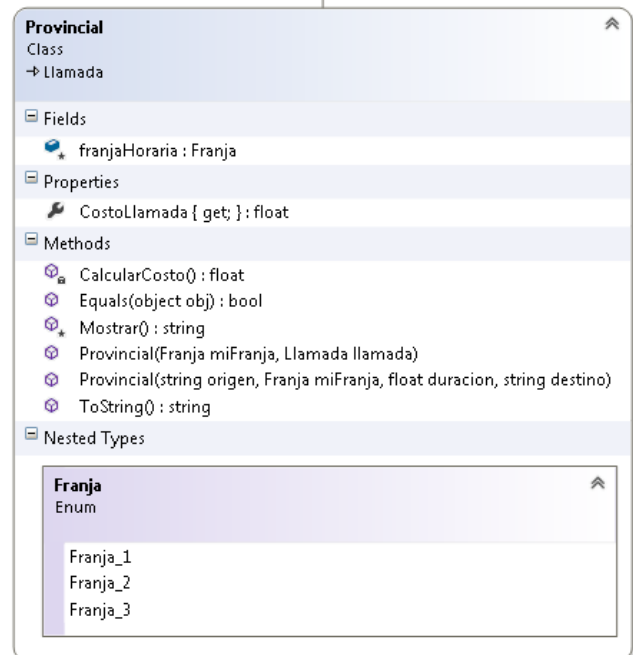 Provincial
Class
Llamada
Fields
franjaHoraria : Franja
Properties
CostoLlamada { get; } : float
Methods
CalcularCosto() : float
Equals(object obj) : bool
Mostrar() : string
Provincial(Franja miFranja, Llamada llamada)
Provincial(string origen, Franja miFranja, float duracion, string destino)
ToString() : string
Nested Types
Franja
Enum
Franja_1
Franja_2
Franja_3